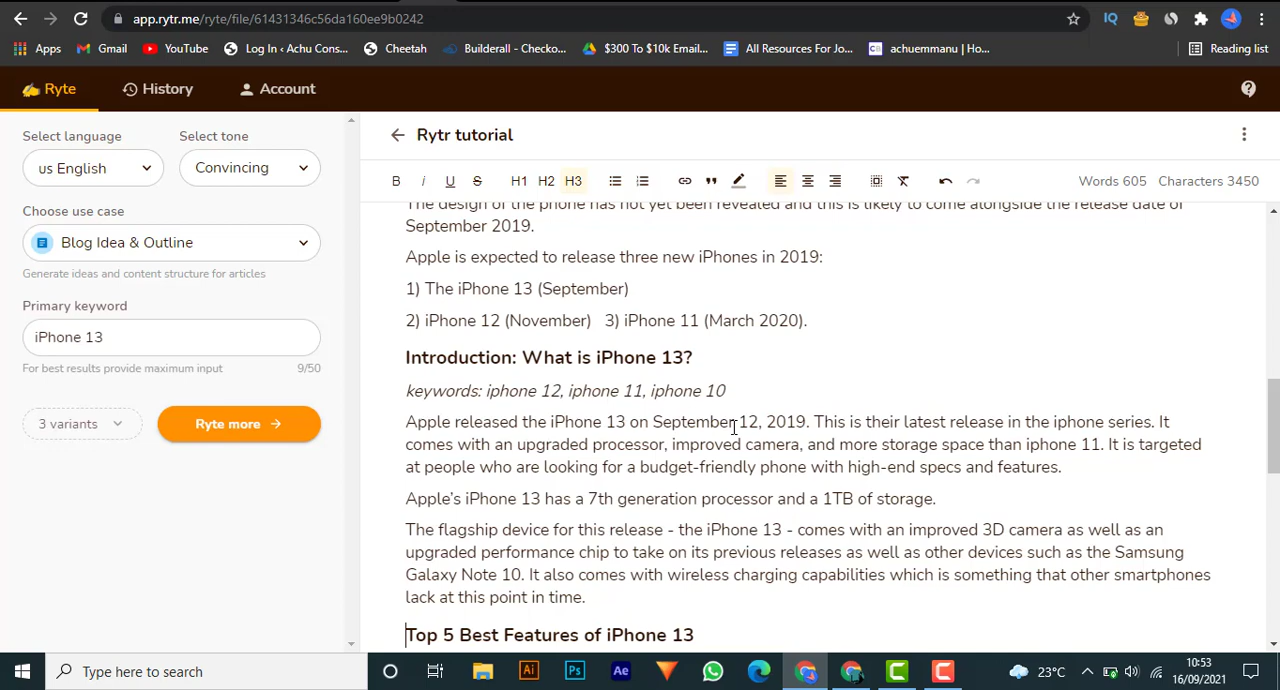 app.rytr.me/ryte/file/61431346c56da160ee9b0242
Apps Gmail YouTube Log In ‹ Achu Cons... Cheetah Builderall - Checko... $300 To $10k Email... All Resources For Jo... achuemmanu | Ho... Reading list
Ryte History Account
Select language Select tone
us English Convincing
Choose use case
Blog Idea & Outline
Generate ideas and content structure for articles
Primary keyword
iPhone 13
For best results provide maximum input 9/50
3 variants Ryte more
Rytr tutorial
B i U S H1 H2 H3 Words 605 Characters 3450
The design of the phone has not yet been revealed and this is likely to come alongside the release date of
September 2019.
Apple is expected to release three new iPhones in 2019:
1) The iPhone 13 (September)
2) iPhone 12 (November) 3) iPhone 11 (March 2020).
Introduction: What is iPhone 13?
keywords: iphone 12, iphone 11, iphone 10
Apple released the iPhone 13 on September 12, 2019. This is their latest release in the iphone series. It
comes with an upgraded processor, improved camera, and more storage space than iphone 11. It is targeted
at people who are looking for a budget-friendly phone with high-end specs and features.
Apple's iPhone 13 has a 7th generation processor and a 1TB of storage.
The flagship device for this release - the iPhone 13 - comes with an improved 3D camera as well as an
upgraded performance chip to take on its previous releases as well as other devices such as the Samsung
Galaxy Note 10. It also comes with wireless charging capabilities which is something that other smartphones
lack at this point in time.
Top 5 Best Features of iPhone 13
Type here to search
Ai Ps Ae
23°C
10:53
16/09/2021